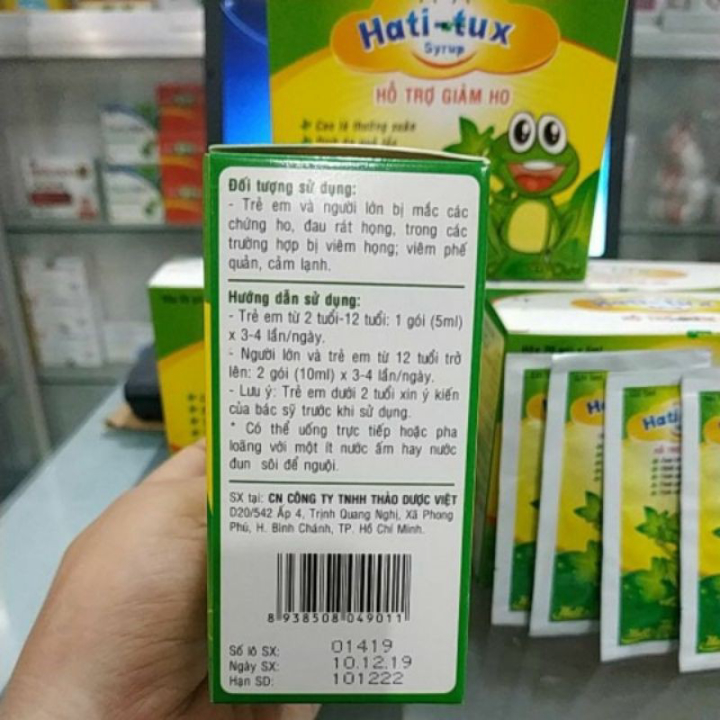 Hati-tux
Syrup
HỖ TRỢ GIẢM HO
Đối tượng sử dụng:
- Trẻ em và người lớn bị mắc các
chứng ho, đau rát họng, trong các
trường hợp bị viêm họng; viêm phế
quản, cảm lạnh.
Hướng dẫn sử dụng:
- Trẻ em từ 2 tuổi-12 tuổi: 1 gói (5ml)
x 3-4 lần/ngày.
- Người lớn và trẻ em từ 12 tuổi trở
lên: 2 gói (10ml) x 3-4 lần/ngày.
- Lưu ý: Trẻ em dưới 2 tuổi xin ý kiến
của bác sỹ trước khi sử dụng.
* Có thể uống trực tiếp hoặc pha
loãng với một ít nước ấm hay nước
đun sôi để nguội.
SX tại: CN CÔNG TY TNHH THẢO DƯỢC VIỆT
D20/542 Ấp 4, Trịnh Quang Nghị, Xã Phong
Phú, H. Bình Chánh, TP. Hồ Chí Minh.
8 938508 049011
Số lô SX: 01419
Ngày SX: 10.12.19
Hạn SD: 101222